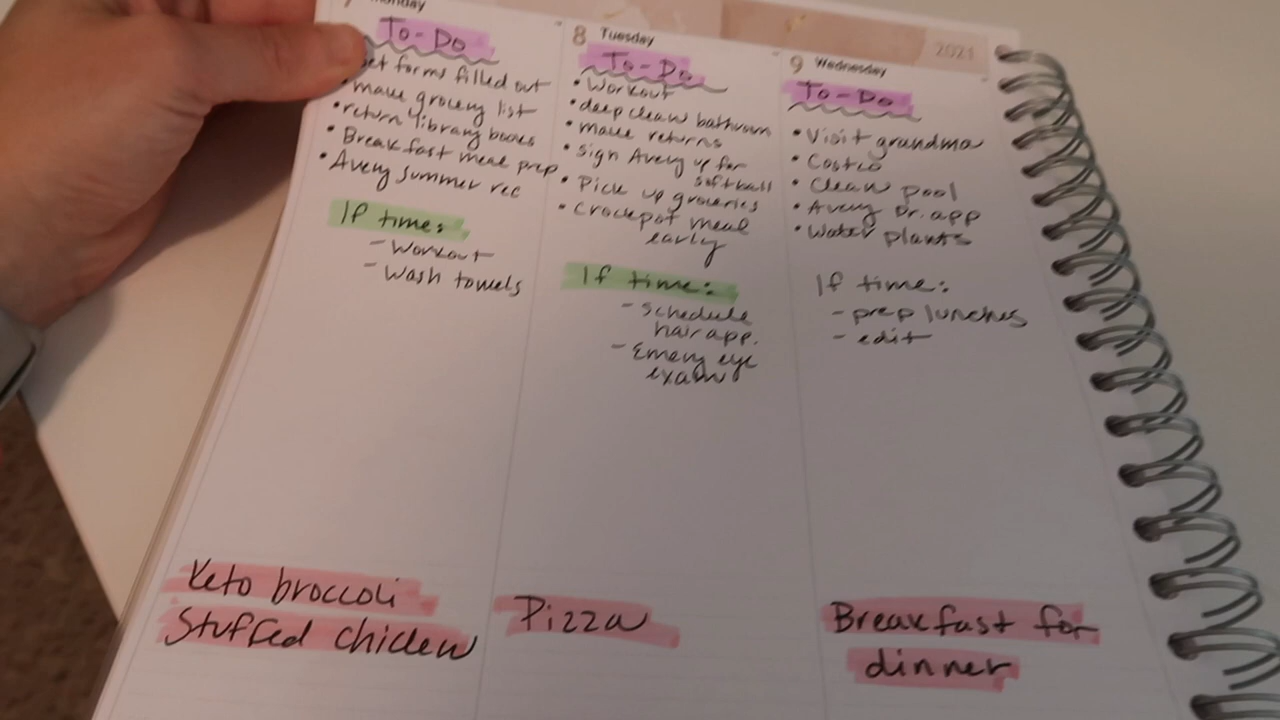 7 Monday
To-Do
get forms filled out
• make grocery list
• return library books
• Breakfast meal prep
• Avery summer rec
If time:
- Workout
- Wash towels
Keto broccoli
Stuffed chicken
8 Tuesday
To-Do
• Workout
• deep clean bathroom
• make returns
• Sign Avery up for
softball
• Pick up groceries
• Crockpot meal
early
If time:
- Schedule
hair app.
- Emery eye
exam
Pizza
2021
9 Wednesday
To-Do
• Visit grandma
• Costco
• Clean pool
• Avery Dr. app
• Water plants
If time:
- prep lunches
- edit
Breakfast for
dinner